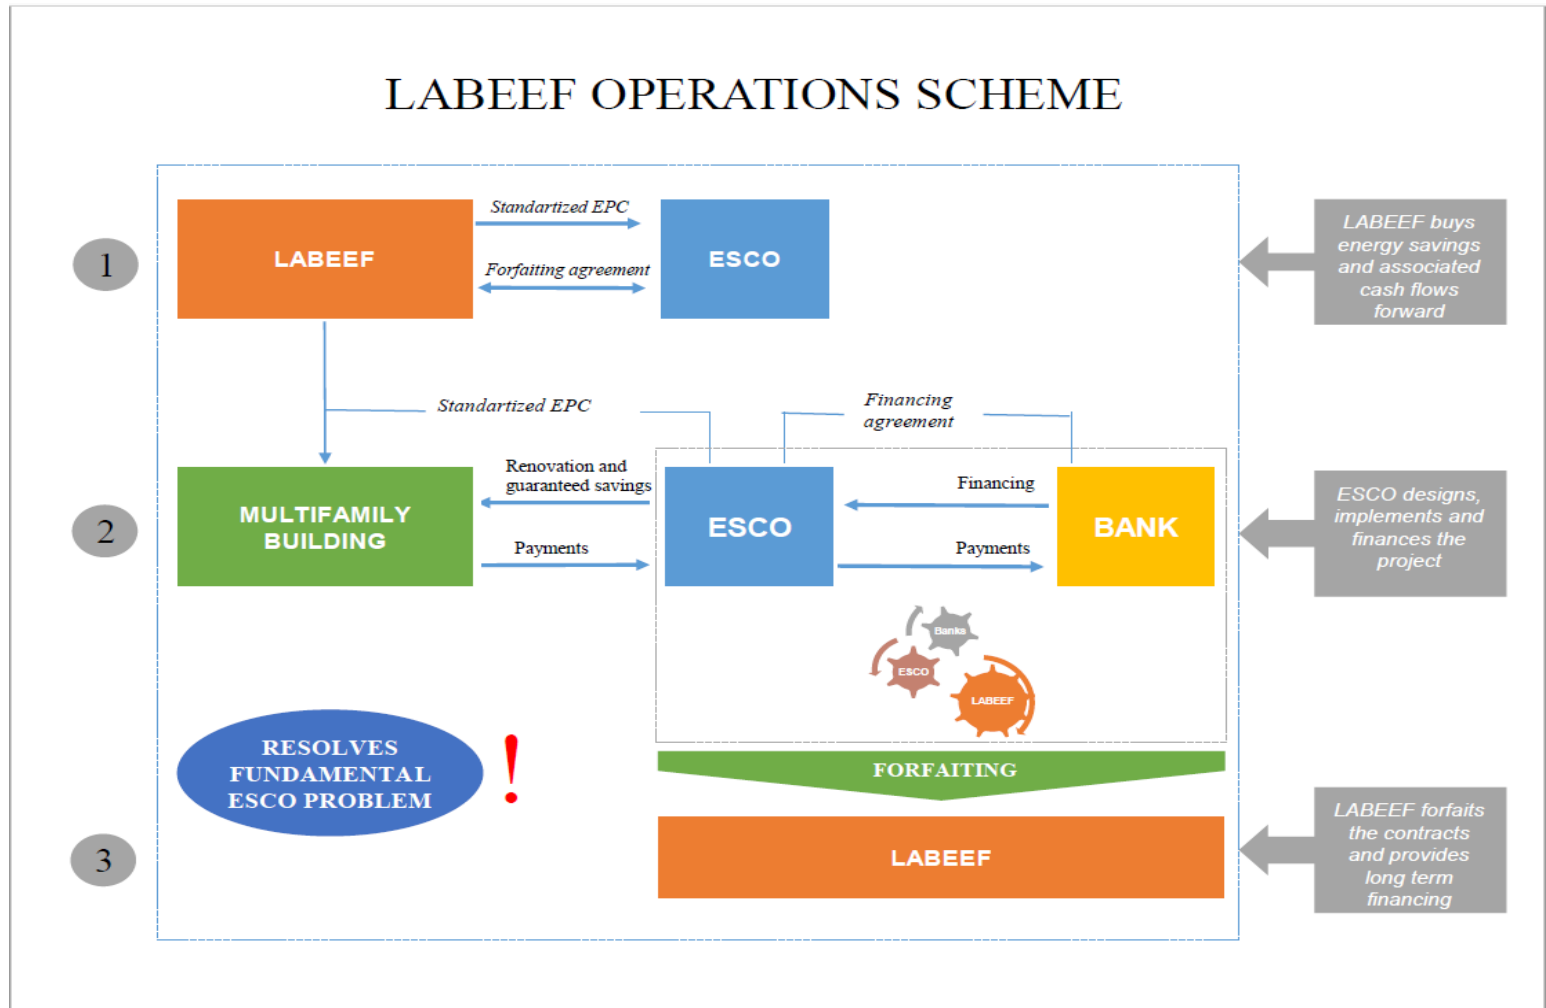 LABEEF OPERATIONS SCHEME
1
LABEEF
Standartized EPC
Forfaiting agreement
ESCO
LABEEF buys
energy savings
and associated
cash flows
forward
Standartized EPC
Financing
agreement
2
MULTIFAMILY
BUILDING
Renovation and
guaranteed savings
Payments
ESCO
Financing
Payments
BANK
ESCO designs,
implements and
finances the
project
Banks
ESCO
LABEEF
RESOLVES
FUNDAMENTAL
ESCO PROBLEM
!
FORFAITING
3
LABEEF
LABEEF forfaits
the contracts
and provides
long term
financing